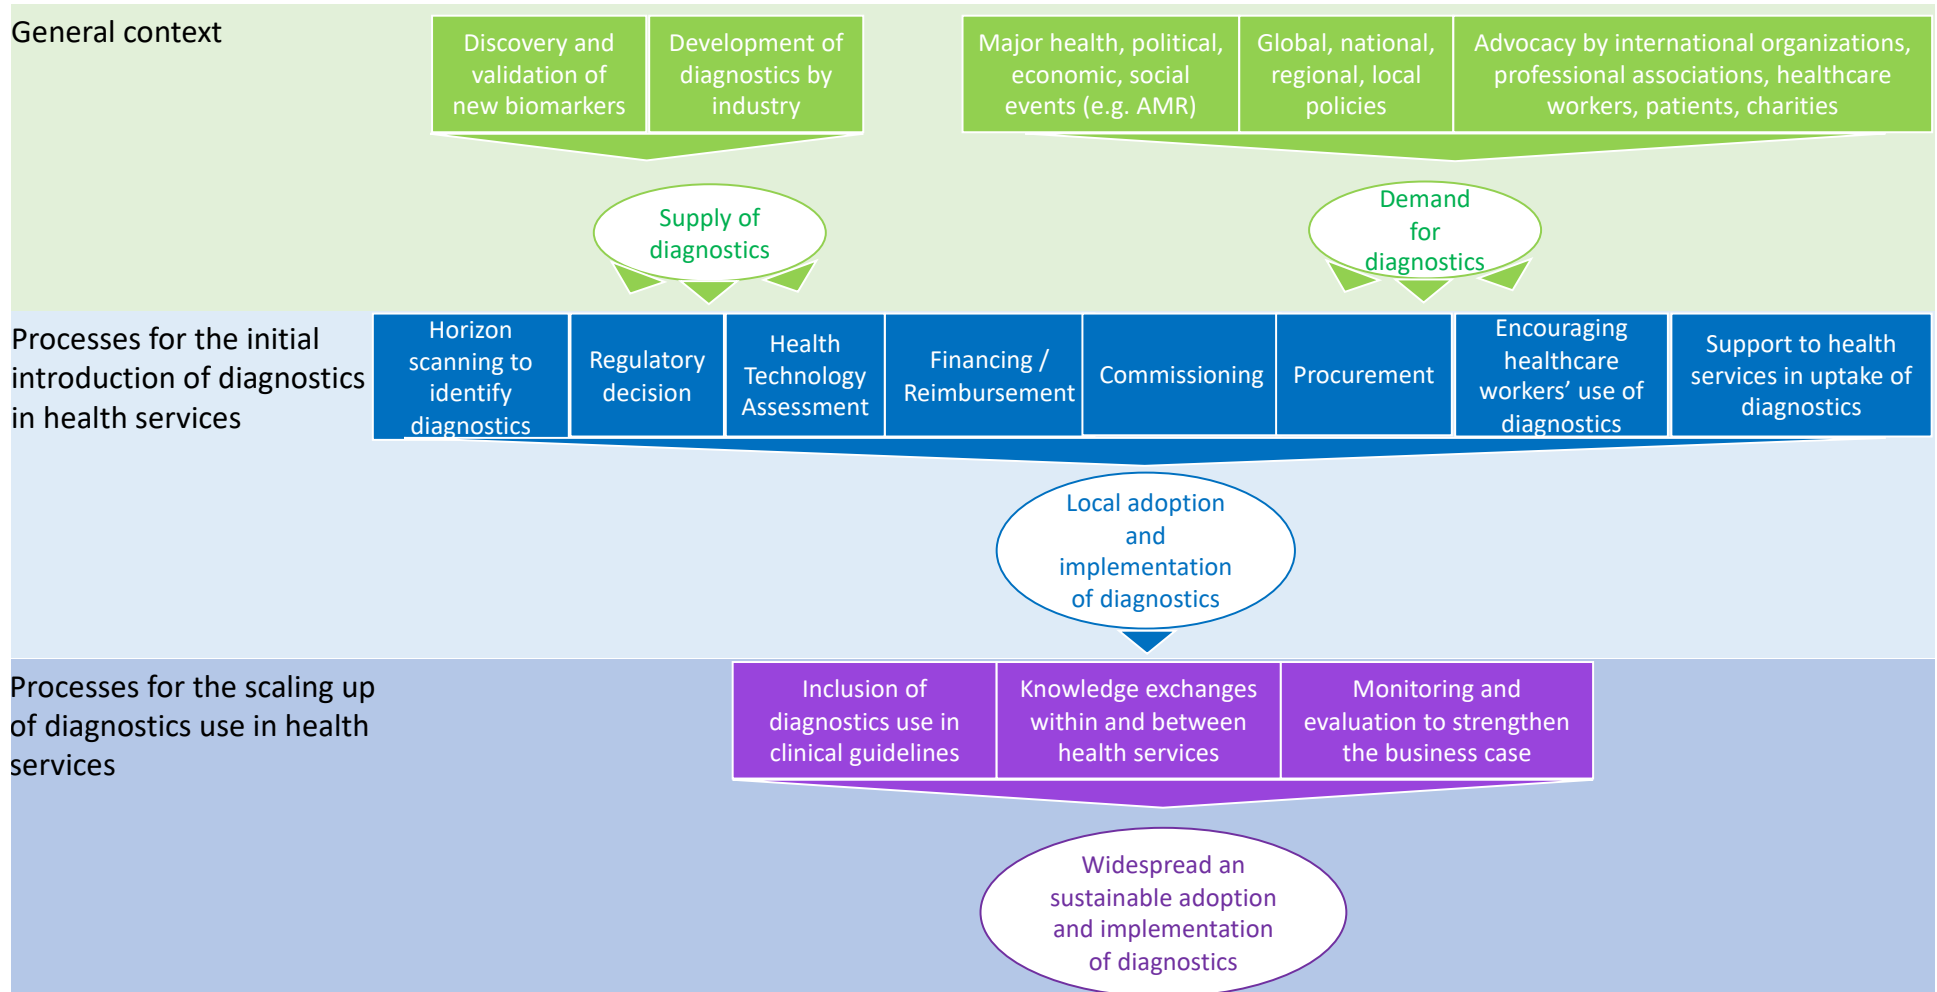 General context
Discovery and
validation of
new biomarkers
Development of
diagnostics by
industry
Major health, political,
economic, social
events (e.g. AMR)
Global, national,
regional, local
policies
Advocacy by international organizations,
professional associations, healthcare
workers, patients, charities
Supply of
diagnostics
Demand
for
diagnostics
Processes for the initial
introduction of diagnostics
in health services
Horizon
scanning to
identify
diagnostics
Regulatory
decision
Health
Technology
Assessment
Financing /
Reimbursement
Commissioning
Procurement
Encouraging
healthcare
workers’ use of
diagnostics
Support to health
services in uptake of
diagnostics
Local adoption
and
implementation
of diagnostics
Processes for the scaling up
of diagnostics use in health
services
Inclusion of
diagnostics use in
clinical guidelines
Knowledge exchanges
within and between
health services
Monitoring and
evaluation to strengthen
the business case
Widespread an
sustainable adoption
and implementation
of diagnostics